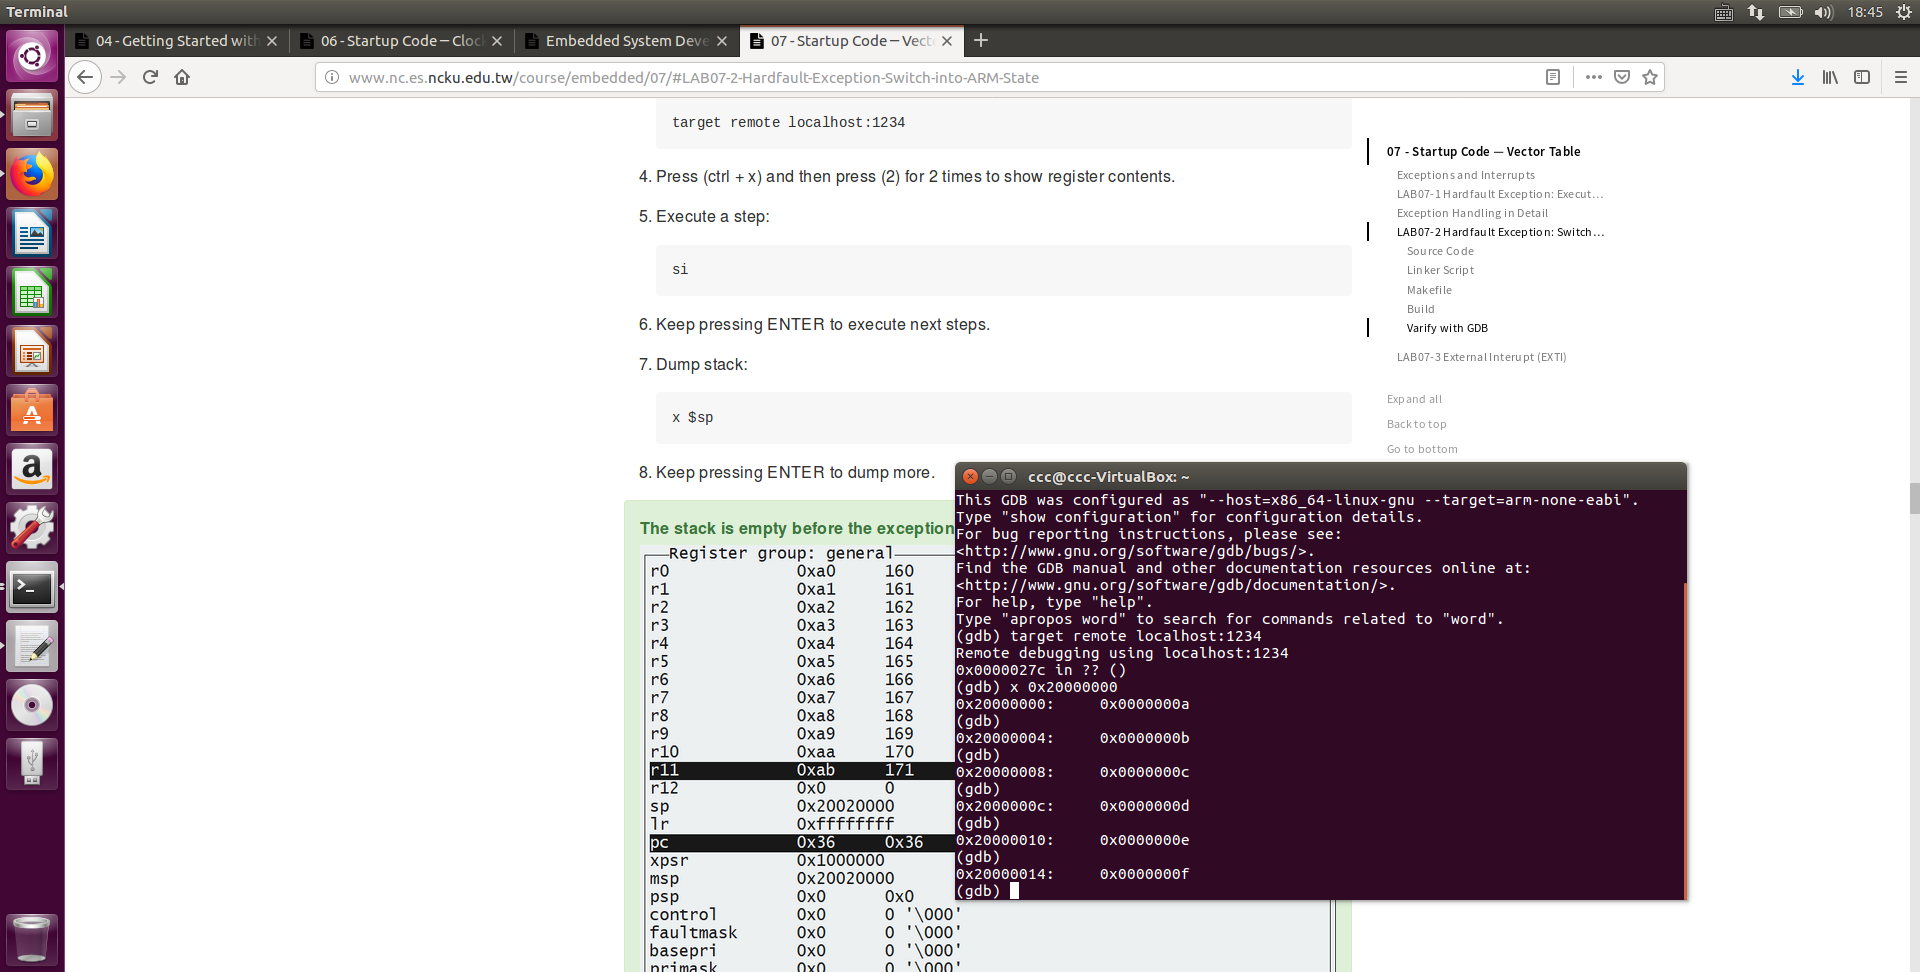 Terminal
18:45
04 - Getting Started with
06 - Startup Code — Cloc
Embedded System Deve
07 - Startup Code — Vect
www.nc.es.ncku.edu.tw/course/embedded/07/#LAB07-2-Hardfault-Exception-Switch-into-ARM-State
target remote localhost:1234
4. Press (ctrl + x) and then press (2) for 2 times to show register contents.
5. Execute a step:
si
6. Keep pressing ENTER to execute next steps.
7. Dump stack:
x $sp
8. Keep pressing ENTER to dump more.
The stack is empty before the exception
Register group: general
r0 0xa0 160
r1 0xa1 161
r2 0xa2 162
r3 0xa3 163
r4 0xa4 164
r5 0xa5 165
r6 0xa6 166
r7 0xa7 167
r8 0xa8 168
r9 0xa9 169
r10 0xaa 170
r11 0xab 171
r12 0x0 0
sp 0x20020000
lr 0xffffffff
pc 0x36 0x36
xpsr 0x1000000
msp 0x20020000
psp 0x0 0x0
control 0x0 0 '\000'
faultmask 0x0 0 '\000'
basepri 0x0 0 '\000'
primask 0x0 0 '\000'
07 - Startup Code — Vector Table
Exceptions and Interrupts
LAB07-1 Hardfault Exception: Execut...
Exception Handling in Detail
LAB07-2 Hardfault Exception: Switch...
Source Code
Linker Script
Makefile
Build
Varify with GDB
LAB07-3 External Interupt (EXTI)
Expand all
Back to top
Go to bottom
ccc@ccc-VirtualBox: ~
This GDB was configured as "--host=x86_64-linux-gnu --target=arm-none-eabi".
Type "show configuration" for configuration details.
For bug reporting instructions, please see:
<http://www.gnu.org/software/gdb/bugs/>.
Find the GDB manual and other documentation resources online at:
<http://www.gnu.org/software/gdb/documentation/>.
For help, type "help".
Type "apropos word" to search for commands related to "word".
(gdb) target remote localhost:1234
Remote debugging using localhost:1234
0x0000027c in ?? ()
(gdb) x 0x20000000
0x20000000: 0x0000000a
(gdb)
0x20000004: 0x0000000b
(gdb)
0x20000008: 0x0000000c
(gdb)
0x2000000c: 0x0000000d
(gdb)
0x20000010: 0x0000000e
(gdb)
0x20000014: 0x0000000f
(gdb)